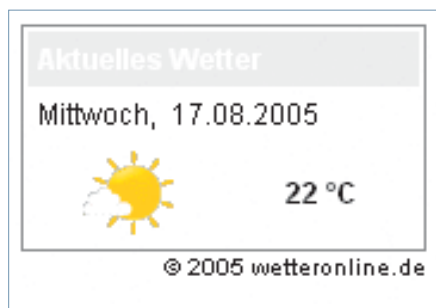 Aktuelles Wetter
Mittwoch, 17.08.2005
22 °C
© 2005 wetteronline.de